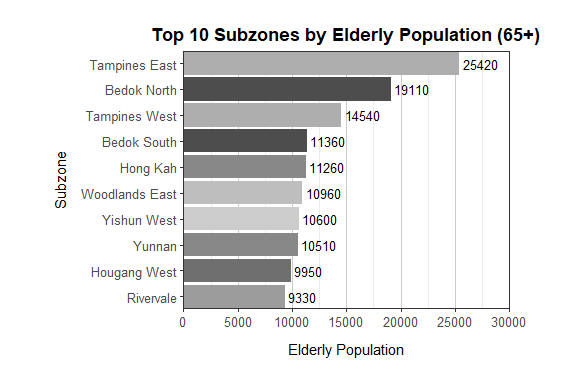 Top 10 Subzones by Elderly Population (65+)
Subzone
Tampines East 25420
Bedok North 19110
Tampines West 14540
Bedok South 11360
Hong Kah 11260
Woodlands East 10960
Yishun West 10600
Yunnan 10510
Hougang West 9950
Rivervale 9330
0 5000 10000 15000 20000 25000 30000
Elderly Population